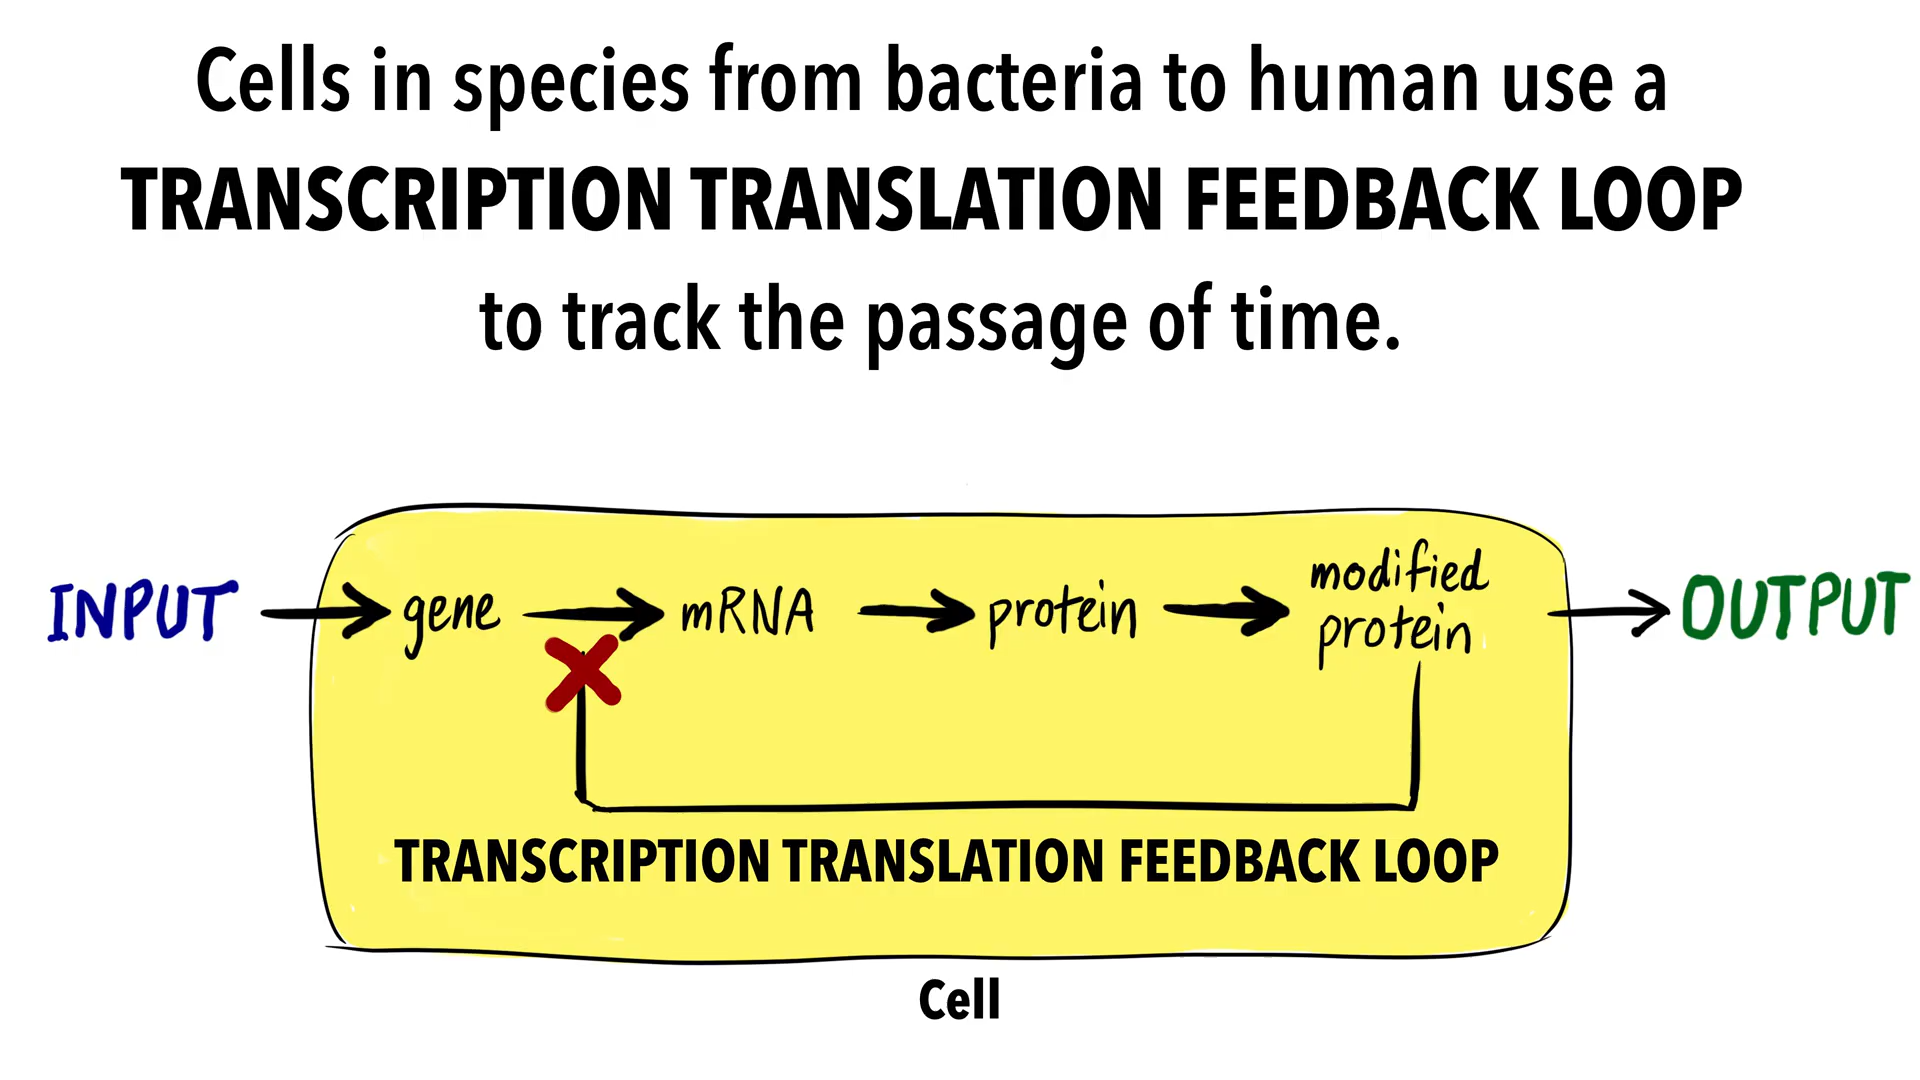 Cells in species from bacteria to human use a
TRANSCRIPTION TRANSLATION FEEDBACK LOOP
to track the passage of time.
INPUT gene mRNA protein modified protein OUTPUT
TRANSCRIPTION TRANSLATION FEEDBACK LOOP
Cell